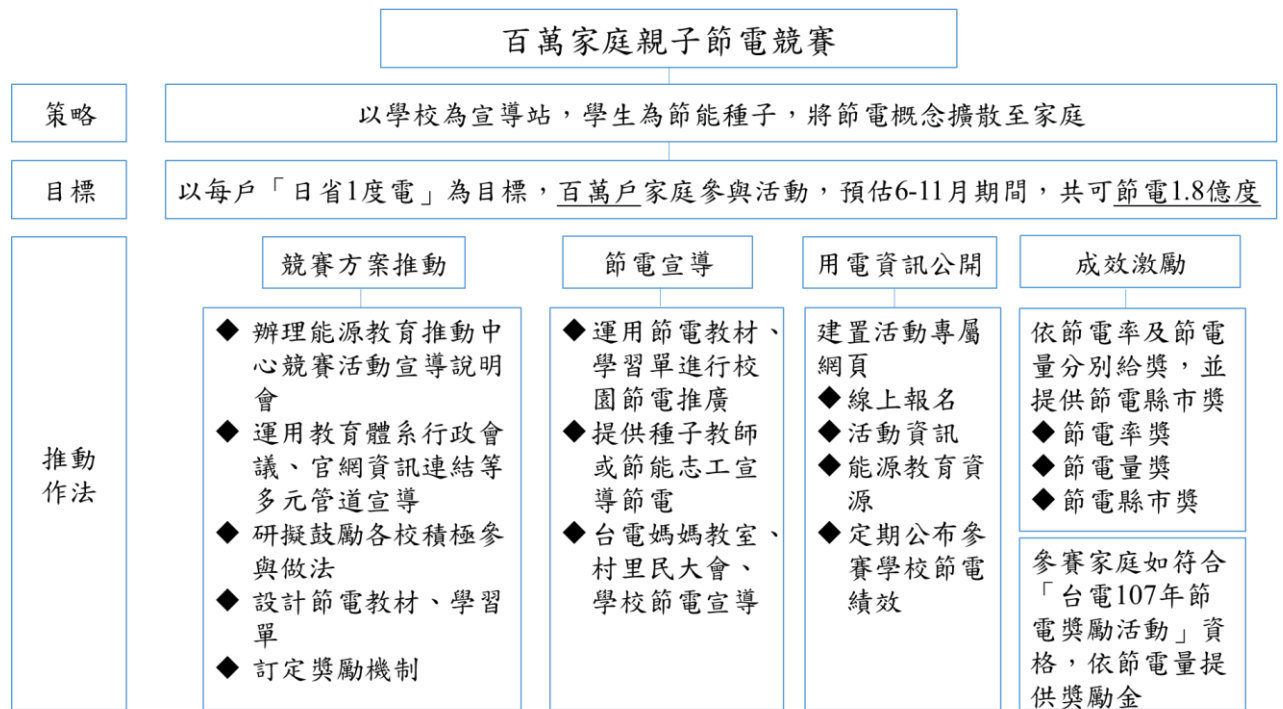 百萬家庭親子節電競賽
策略
以學校為宣導站，學生為節能種子，將節電概念擴散至家庭
目標
以每戶「日省1度電」為目標，百萬戶家庭參與活動，預估6-11月期間，共可節電1.8億度
推動
作法
競賽方案推動
◆ 辦理能源教育推動中
心競賽活動宣導說明
會
◆ 運用教育體系行政會
議、官網資訊連結等
多元管道宣導
◆ 研擬鼓勵各校積極參
與做法
◆ 設計節電教材、學習
單
◆ 訂定獎勵機制
節電宣導
◆運用節電教材、
學習單進行校
園節電推廣
◆提供種子教師
或節能志工宣
導節電
◆台電媽媽教室、
村里民大會、
學校節電宣導
用電資訊公開
建置活動專屬
網頁
◆線上報名
◆活動資訊
◆能源教育資
源
◆定期公布參
賽學校節電
績效
成效激勵
依節電率及節電
量分別給獎，並
提供節電縣市獎
◆節電率獎
◆節電量獎
◆節電縣市獎
參賽家庭如符合
「台電107年節
電獎勵活動」資
格，依節電量提
供獎勵金